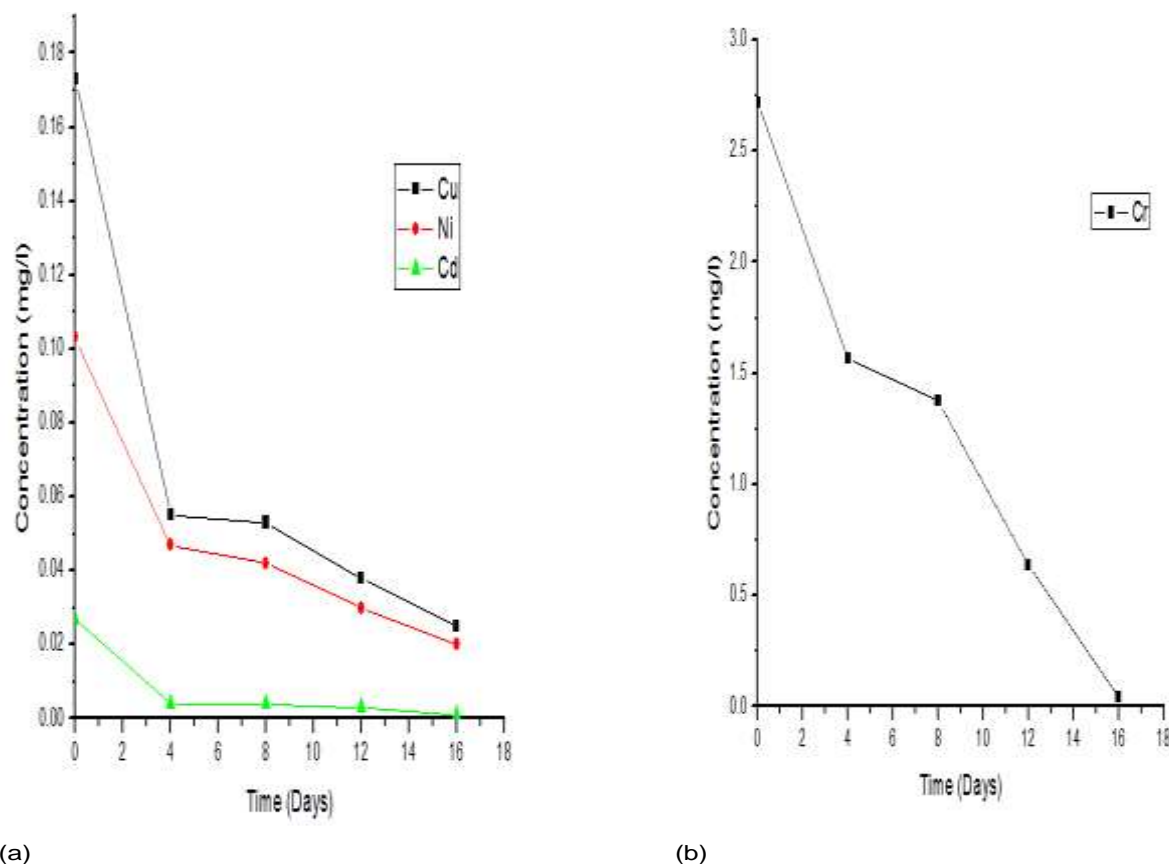 0.18
0.16
0.14
0.12
0.10
0.08
0.06
0.04
0.02
0.00
Concentration (mg/l)
Cu
Ni
Cd
0 2 4 6 8 10 12 14 16 18
Time (Days)
(a)
3.0
2.5
2.0
1.5
1.0
0.5
0.0
Concentration (mg/l)
Cr
0 2 4 6 8 10 12 14 16 18
Time (Days)
(b)